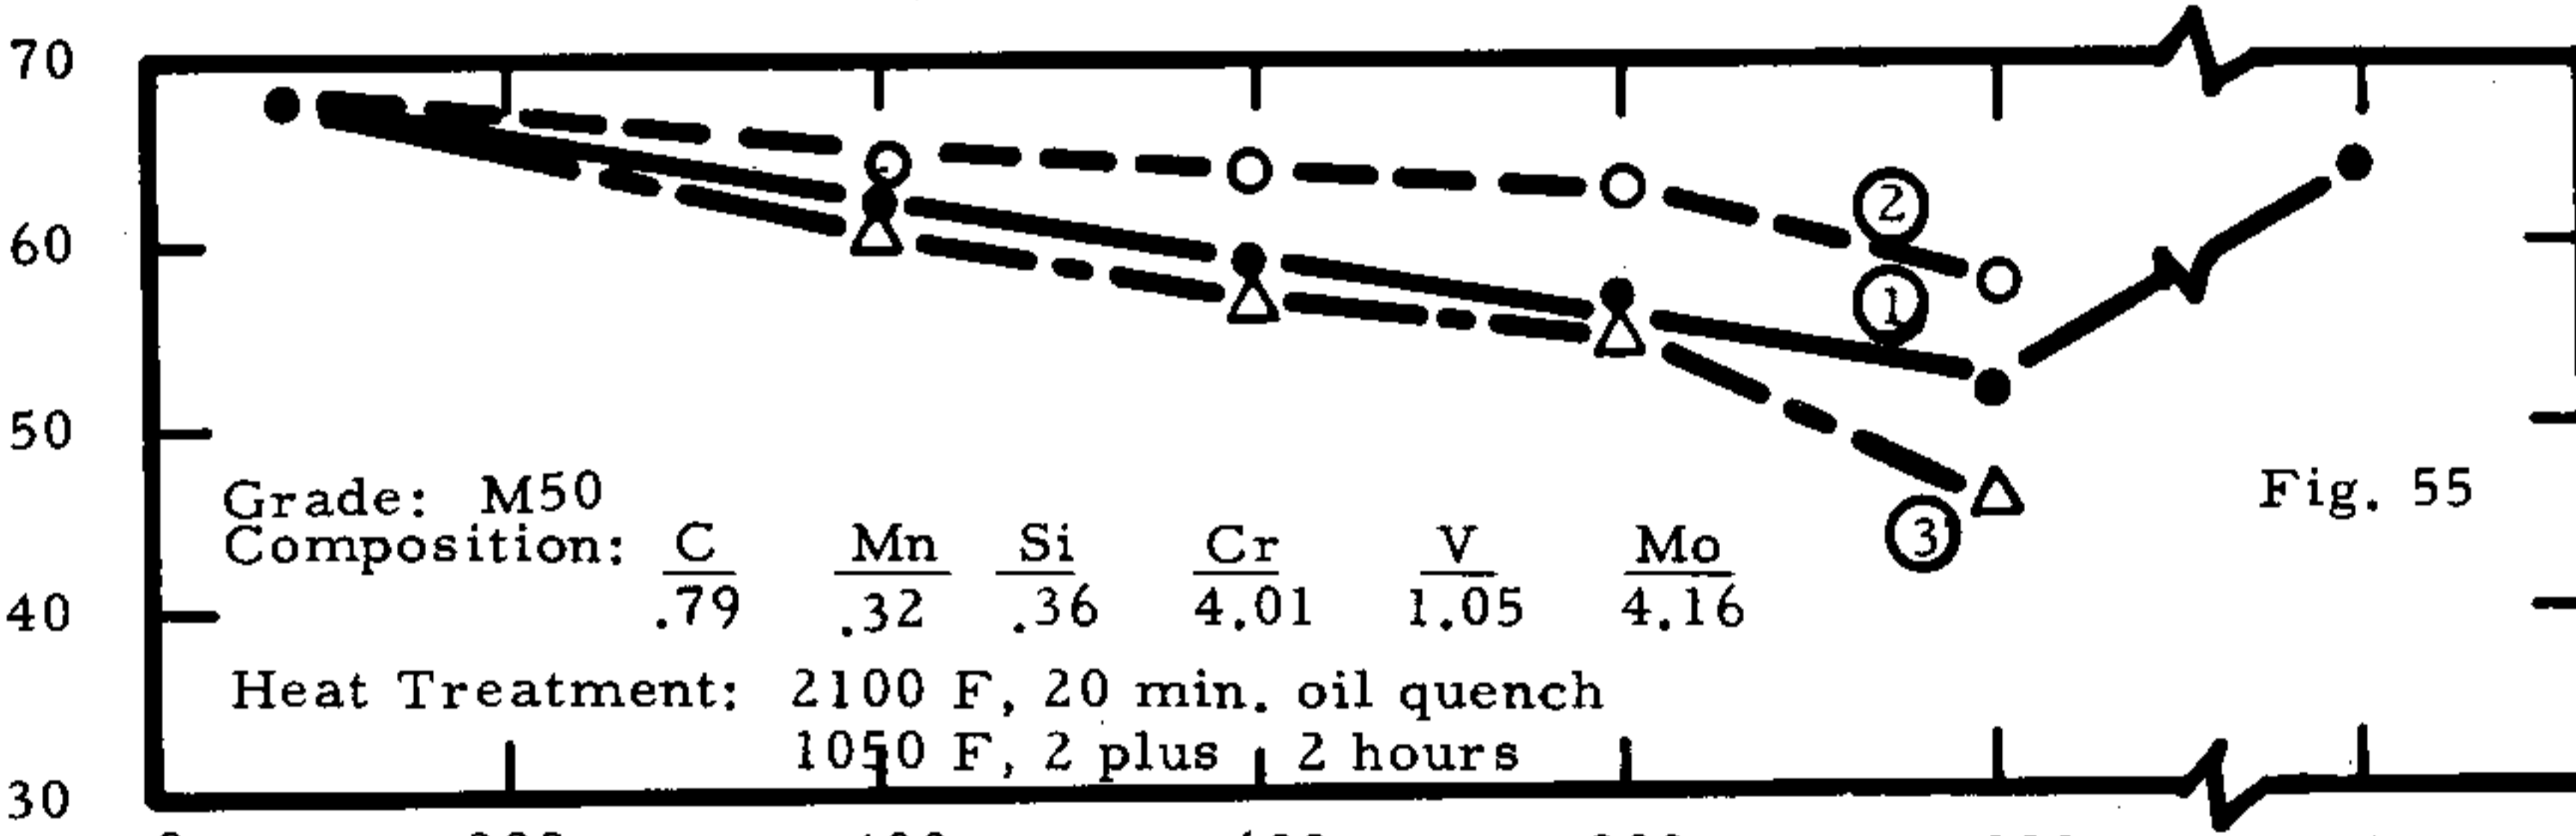 70
60
50
40
30
2
1
3
Fig. 55
Grade: M50
Composition: C Mn Si Cr V Mo
.79 .32 .36 4.01 1.05 4.16
Heat Treatment: 2100 F, 20 min. oil quench
1050 F, 2 plus 2 hours